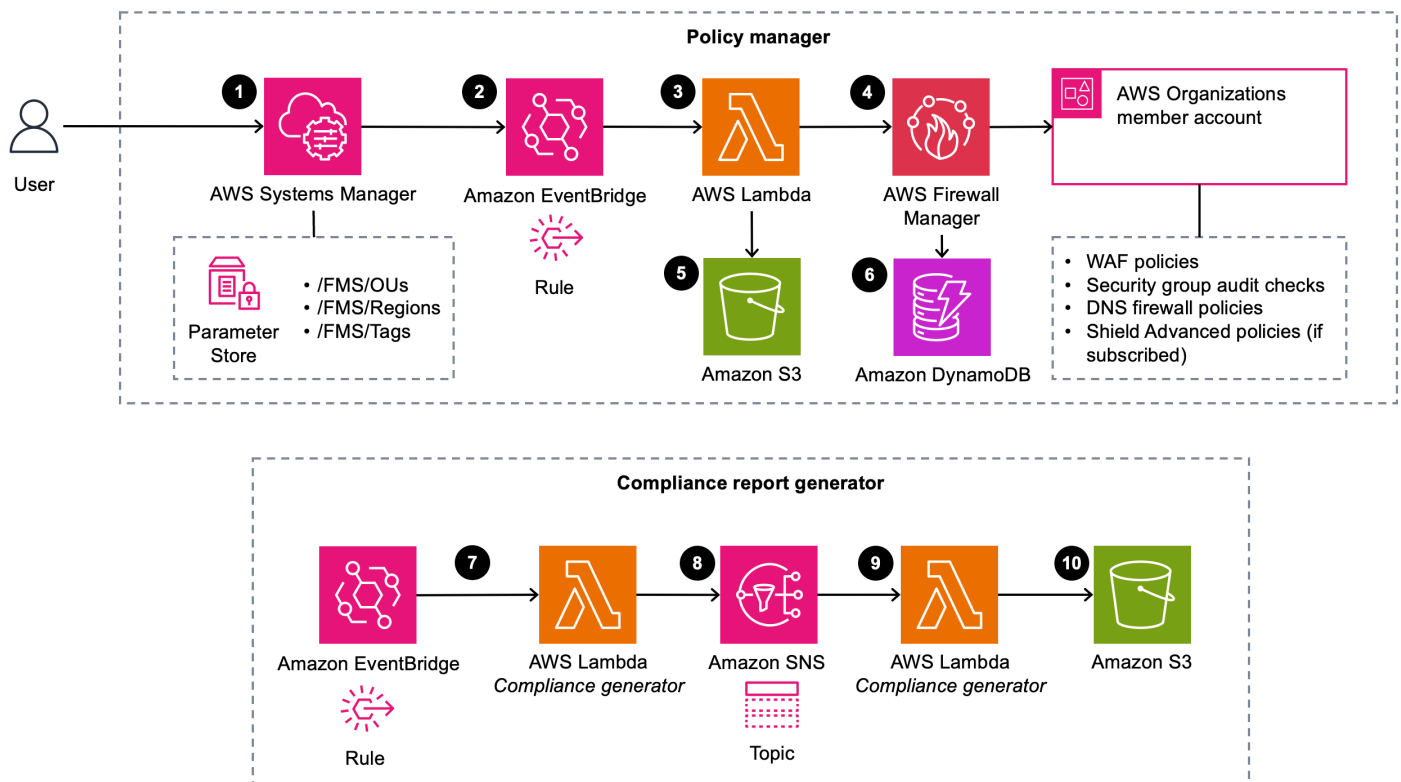 Policy manager
1
2
3
4
AWS Organizations
member account
User
AWS Systems Manager
Amazon EventBridge
AWS Lambda
AWS Firewall
Manager
Parameter
Store
• /FMS/OUs
• /FMS/Regions
• /FMS/Tags
Rule
5
Amazon S3
6
Amazon DynamoDB
• WAF policies
• Security group audit checks
• DNS firewall policies
• Shield Advanced policies (if
subscribed)
Compliance report generator
7
8
9
10
Amazon EventBridge
AWS Lambda
Compliance generator
Amazon SNS
AWS Lambda
Compliance generator
Amazon S3
Rule
Topic